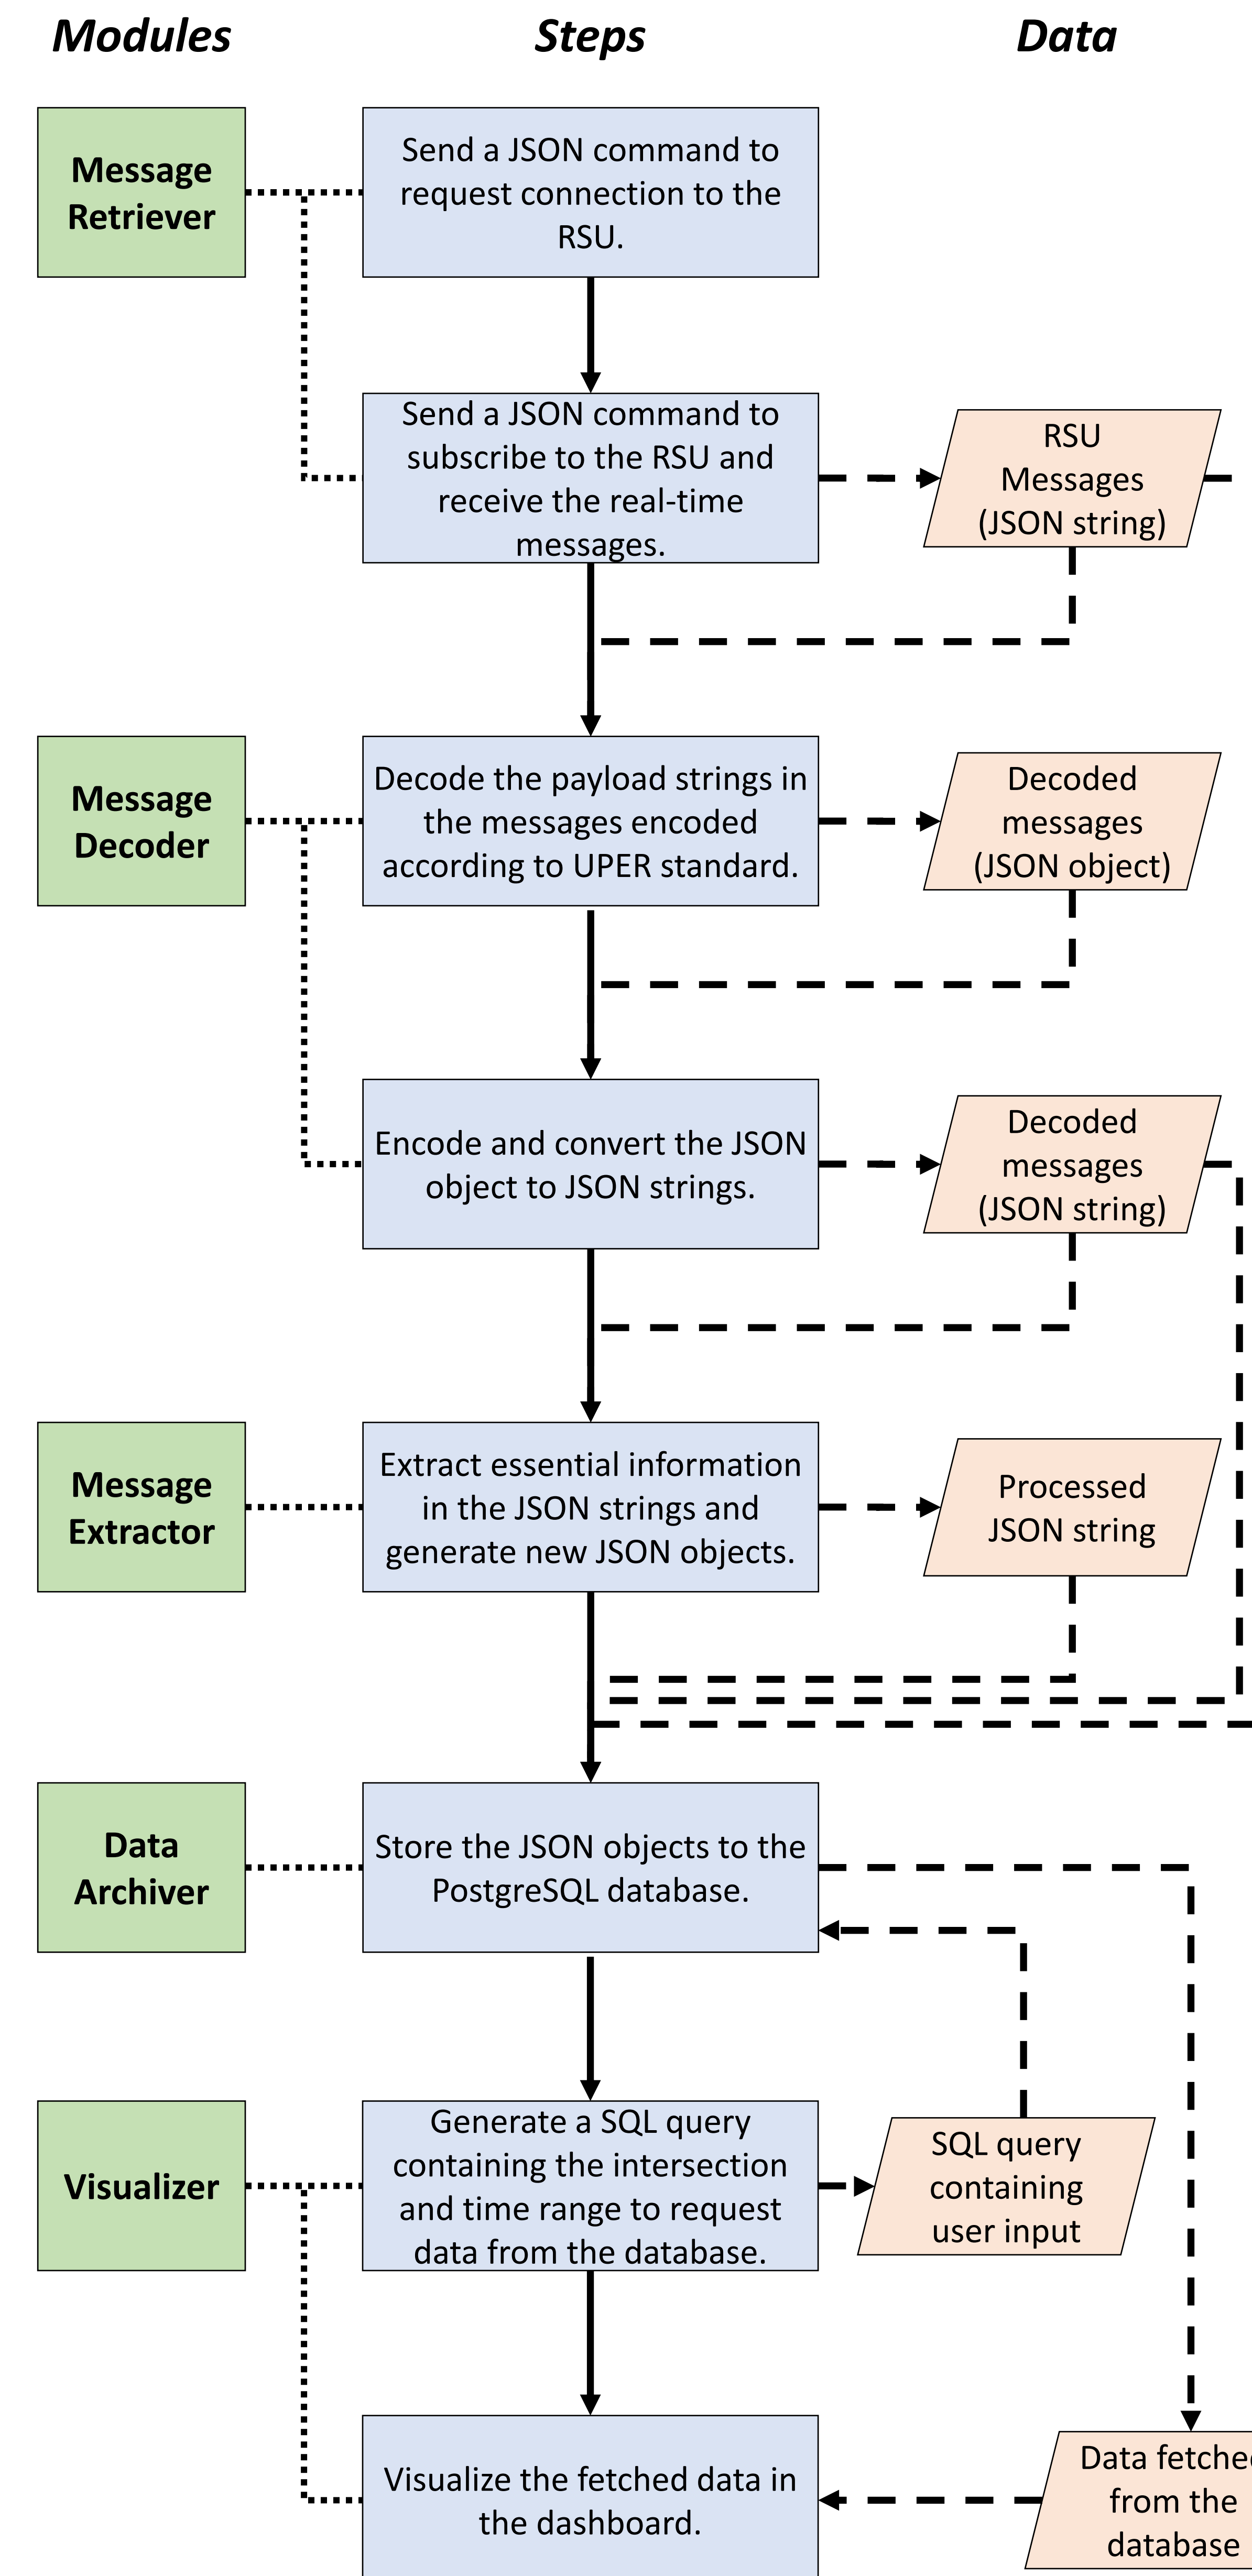 Modules
Steps
Data
Message
Retriever
Send a JSON command to
request connection to the
RSU.
Send a JSON command to
subscribe to the RSU and
receive the real-time
messages.
RSU
Messages
(JSON string)
Message
Decoder
Decode the payload strings in
the messages encoded
according to UPER standard.
Decoded
messages
(JSON object)
Encode and convert the JSON
object to JSON strings.
Decoded
messages
(JSON string)
Message
Extractor
Extract essential information
in the JSON strings and
generate new JSON objects.
Processed
JSON string
Data
Archiver
Store the JSON objects to the
PostgreSQL database.
Visualizer
Generate a SQL query
containing the intersection
and time range to request
data from the database.
SQL query
containing
user input
Visualize the fetched data in
the dashboard.
Data fetched
from the
database